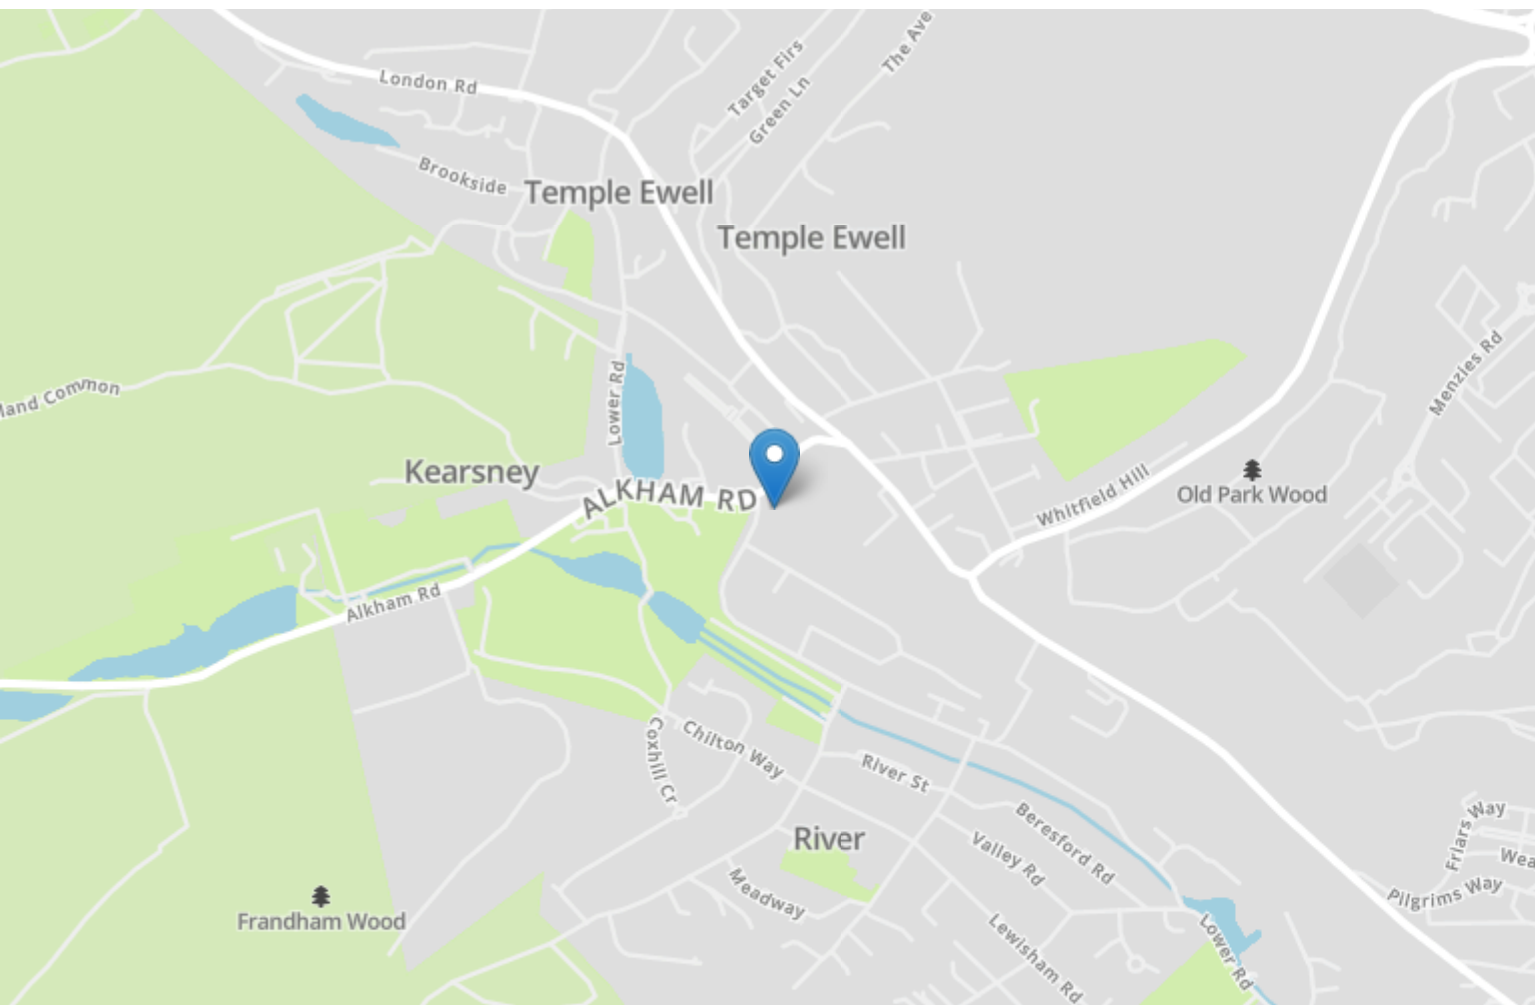 Target Firs
The Ave
London Rd
Green Ln
Brookside
Temple Ewell
Temple Ewell
Menzies Rd
land Common
Lower Rd
Kearsney
ALKHAM RD
Whitfield Hill
Old Park Wood
Alkham Rd
Coxhill Cr
Chilton Way
River St
Beresford Rd
Friars Way
River
Valley Rd
Wea
Meadway
Pilgrims Way
Frandham Wood
Lewisham Rd
Lower Rd